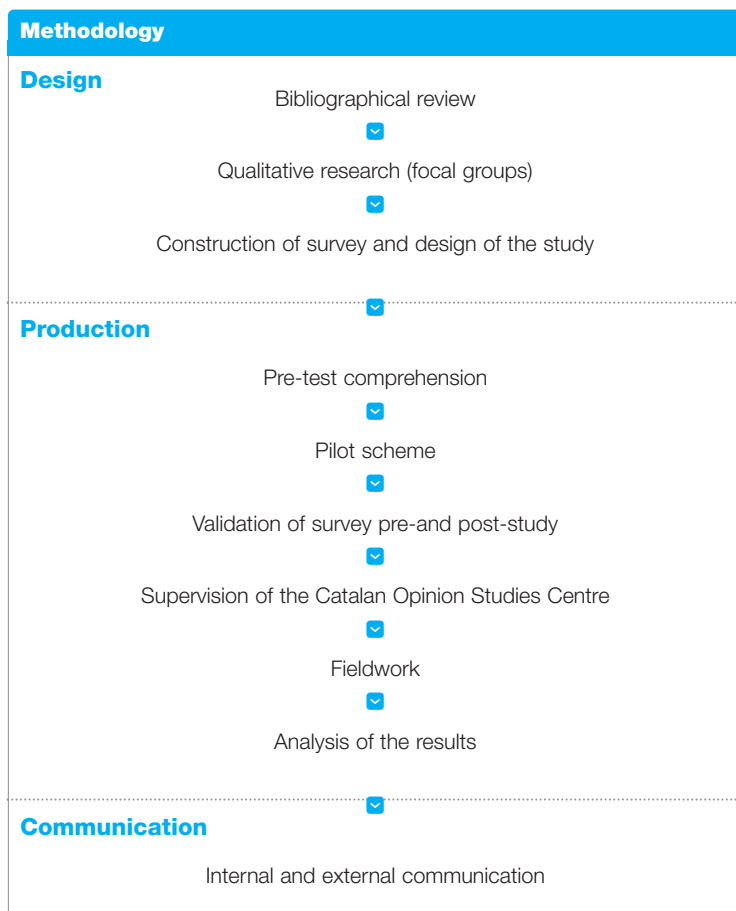 Methodology
Design
Bibliographical review
Qualitative research (focal groups)
Construction of survey and design of the study
Production
Pre-test comprehension
Pilot scheme
Validation of survey pre-and post-study
Supervision of the Catalan Opinion Studies Centre
Fieldwork
Analysis of the results
Communication
Internal and external communication